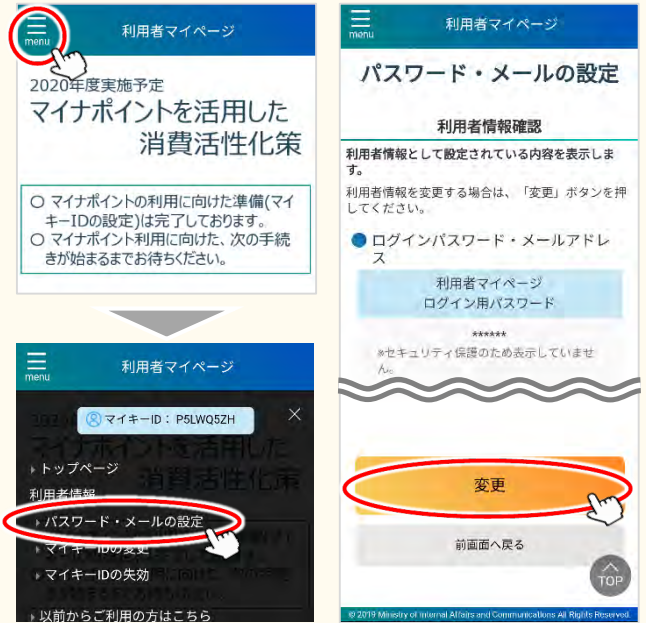 menu
利用者マイページ
2020年度実施予定
マイナポイントを活用した
消費活性化策
○ マイナポイントの利用に向けた準備(マイ
キーIDの設定)は完了しております。
○ マイナポイント利用に向けた、次の手続
きが始まるまでお待ちください。
menu
利用者マイページ
マイキーID： P5LWQ5ZH
×
トップページ
利用者情報
パスワード・メールの設定
マイキーIDの変更
マイキーIDの失効
以前からご利用の方はこちら
menu
利用者マイページ
パスワード・メールの設定
利用者情報確認
利用者情報として設定されている内容を表示しま
す。
利用者情報を変更する場合は、「変更」ボタンを押
してください。
ログインパスワード・メールアドレ
ス
利用者マイページ
ログイン用パスワード
******
※セキュリティ保護のため表示していませ
ん。
変更
前画面へ戻る
TOP
© 2019 Ministry of Internal Affairs and Communications All Rights Reserved.